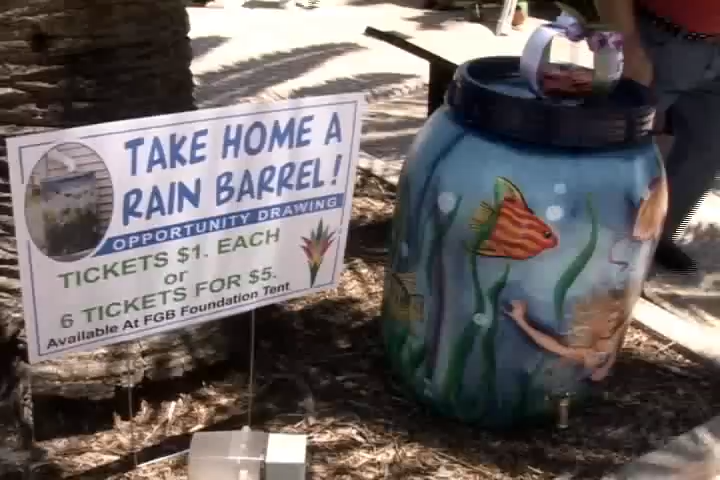 TAKE HOME A
RAIN BARREL!
OPPORTUNITY DRAWING
TICKETS $1. EACH
or
6 TICKETS FOR $5.
Available At FGB Foundation Tent